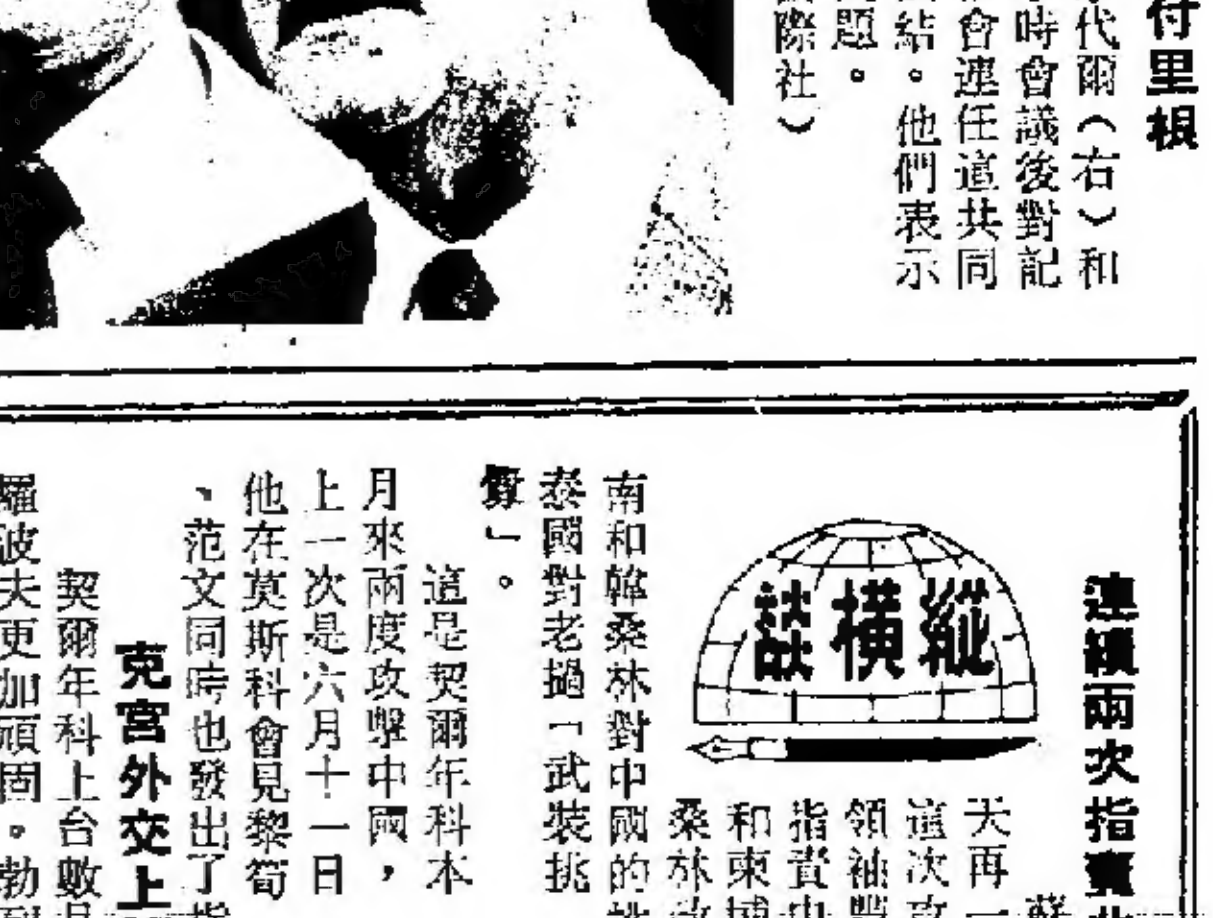 付里根
代爾（右）和
時會議後對記
會連任這共同
結。他們表示
題。
際社）
連續兩次指責
縱橫談
蘇
天再一
這次攻
領袖
指責中
和柬埔
桑林政
南和韓桑林對中國的挑
泰國對老撾「武裝挑
釁」。
這是契爾年科本
月來兩度攻擊中國，
上一次是六月十一日
他在莫斯科會見黎筍
、范文同時也發出了指
克宮外交上
契爾年科上台數月
羅波夫更加頑固。勃列